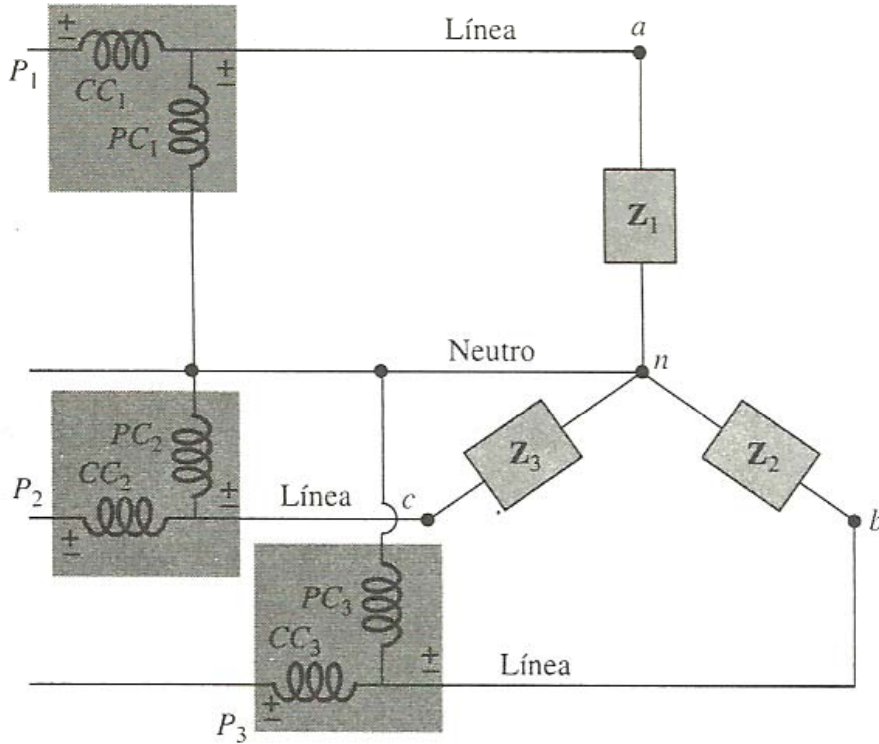 Línea
a
P₁
CC₁
PC₁
Z₁
Neutro
n
PC₂
CC₂
P₂
Línea
c
Z₃
Z₂
b
PC₃
CC₃
Línea
P₃
± ±
± ±
± ±